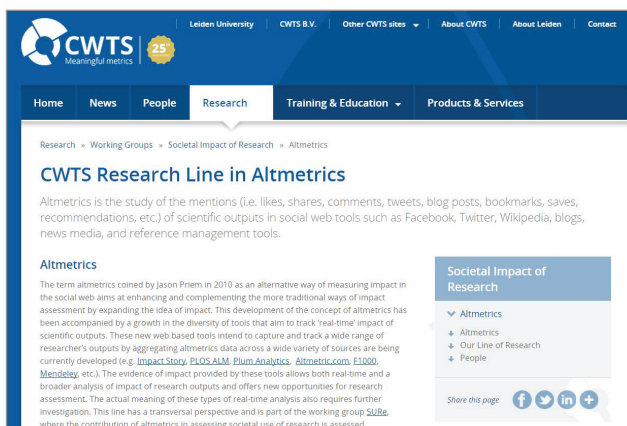 Leiden University
CWTS B.V.
Other CWTS sites
About CWTS
About Leiden
Contact
CWTS
Meaningful metrics
25
Home
News
People
Research
Training & Education
Products & Services
Research » Working Groups » Societal Impact of Research » Altmetrics
CWTS Research Line in Altmetrics
Altmetrics is the study of the mentions (i.e. likes, shares, comments, tweets, blog posts, bookmarks, saves,
recommendations, etc.) of scientific outputs in social web tools such as Facebook, Twitter, Wikipedia, blogs,
news media, and reference management tools.
Altmetrics
The term altmetrics coined by Jason Priem in 2010 as an alternative way of measuring impact in
the social web aims at enhancing and complementing the more traditional ways of impact
assessment by expanding the idea of impact. This development of the concept of altmetrics has
been accompanied by a growth in the diversity of tools that aim to track 'real-time' impact of
scientific outputs. These new web based tools intend to capture and track a wide range of
researcher's outputs by aggregating altmetrics data across a wide variety of sources are being
currently developed (e.g. Impact Story, PLOS ALM, Plum Analytics, Altmetric.com, F1000,
Mendeley, etc.). The evidence of impact provided by these tools allows both real-time and a
broader analysis of impact of research outputs and offers new opportunities for research
assessment. The actual meaning of these types of real-time analysis also requires further
investigation. This line has a transversal perspective and is part of the working group SURe,
where the contribution of altmetrics in assessing societal use of research is assessed.
Societal Impact of
Research
Altmetrics
Altmetrics
Our Line of Research
People
Share this page